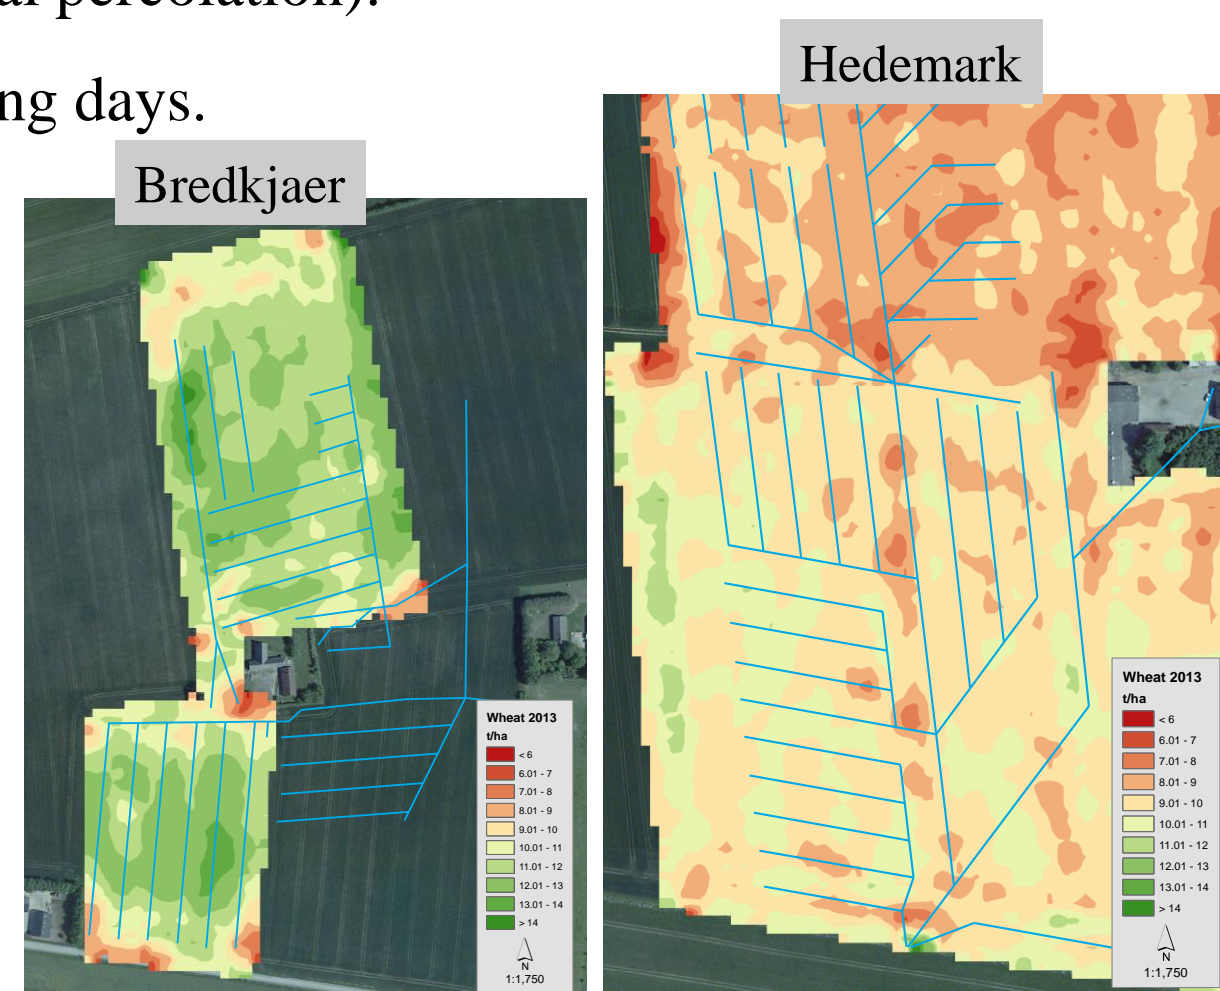 al percolation).
ng days.
Hedemark
Bredkjaer
Wheat 2013
t/ha
< 6
6.01 - 7
7.01 - 8
8.01 - 9
9.01 - 10
10.01 - 11
11.01 - 12
12.01 - 13
13.01 - 14
> 14
N
1:1,750
Wheat 2013
t/ha
< 6
6.01 - 7
7.01 - 8
8.01 - 9
9.01 - 10
10.01 - 11
11.01 - 12
12.01 - 13
13.01 - 14
> 14
N
1:1,750